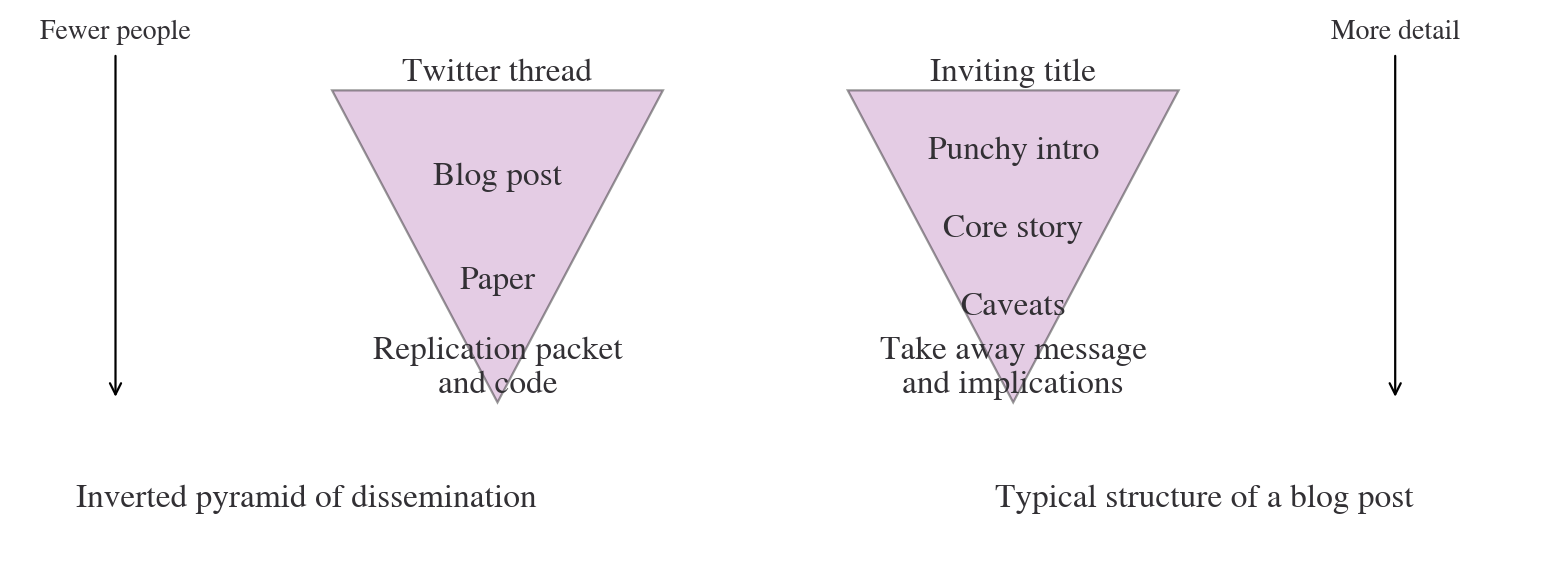 Fewer people
More detail
Twitter thread
Blog post
Paper
Replication packet
and code
Inviting title
Punchy intro
Core story
Caveats
Take away message
and implications
Inverted pyramid of dissemination
Typical structure of a blog post